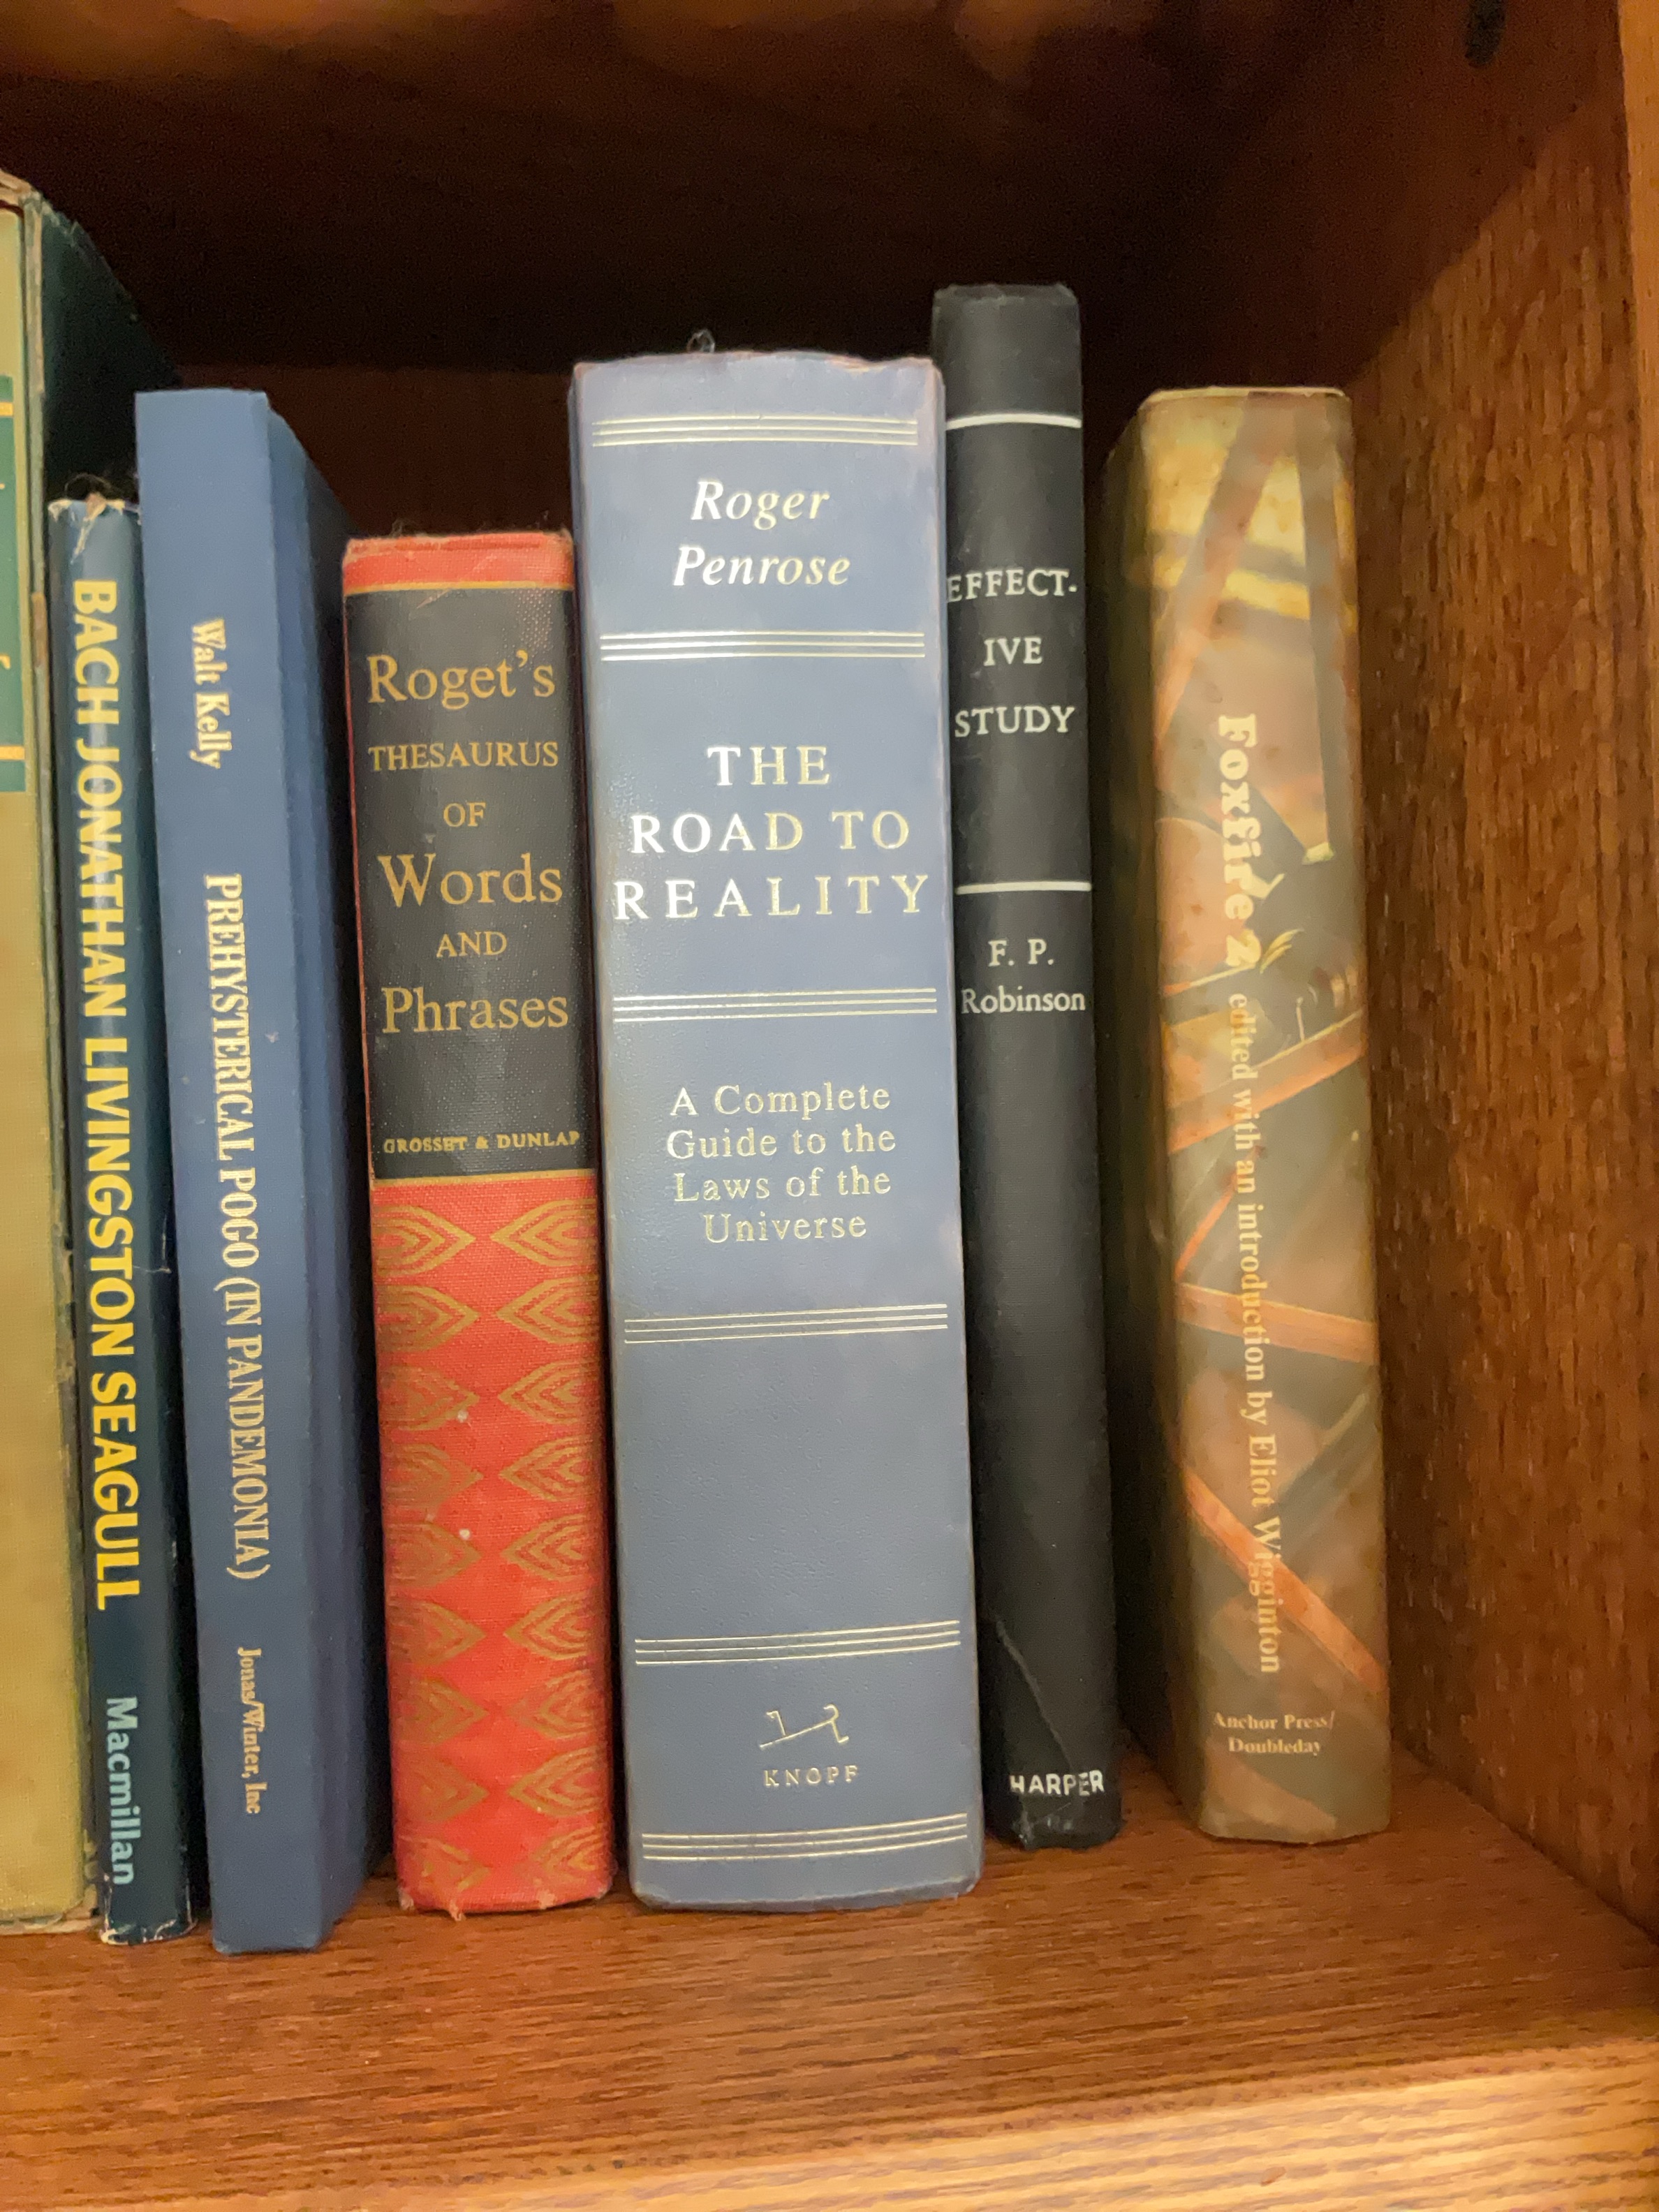 BACH JONATHAN LIVINGSTON SEAGULL Macmillan
Walt Kelly PREHYSTERICAL POGO (IN PANDEMONIA) Jonas/Winter, Inc
Roget's
THESAURUS
OF
Words
AND
Phrases
GROSSET & DUNLAP
Roger
Penrose
THE
ROAD TO
REALITY
A Complete
Guide to the
Laws of the
Universe
KNOPF
EFFECT-
IVE
STUDY
F. P.
Robinson
HARPER
Foxfire 2 edited with an introduction by Eliot Wigginton
Anchor Press/
Doubleday